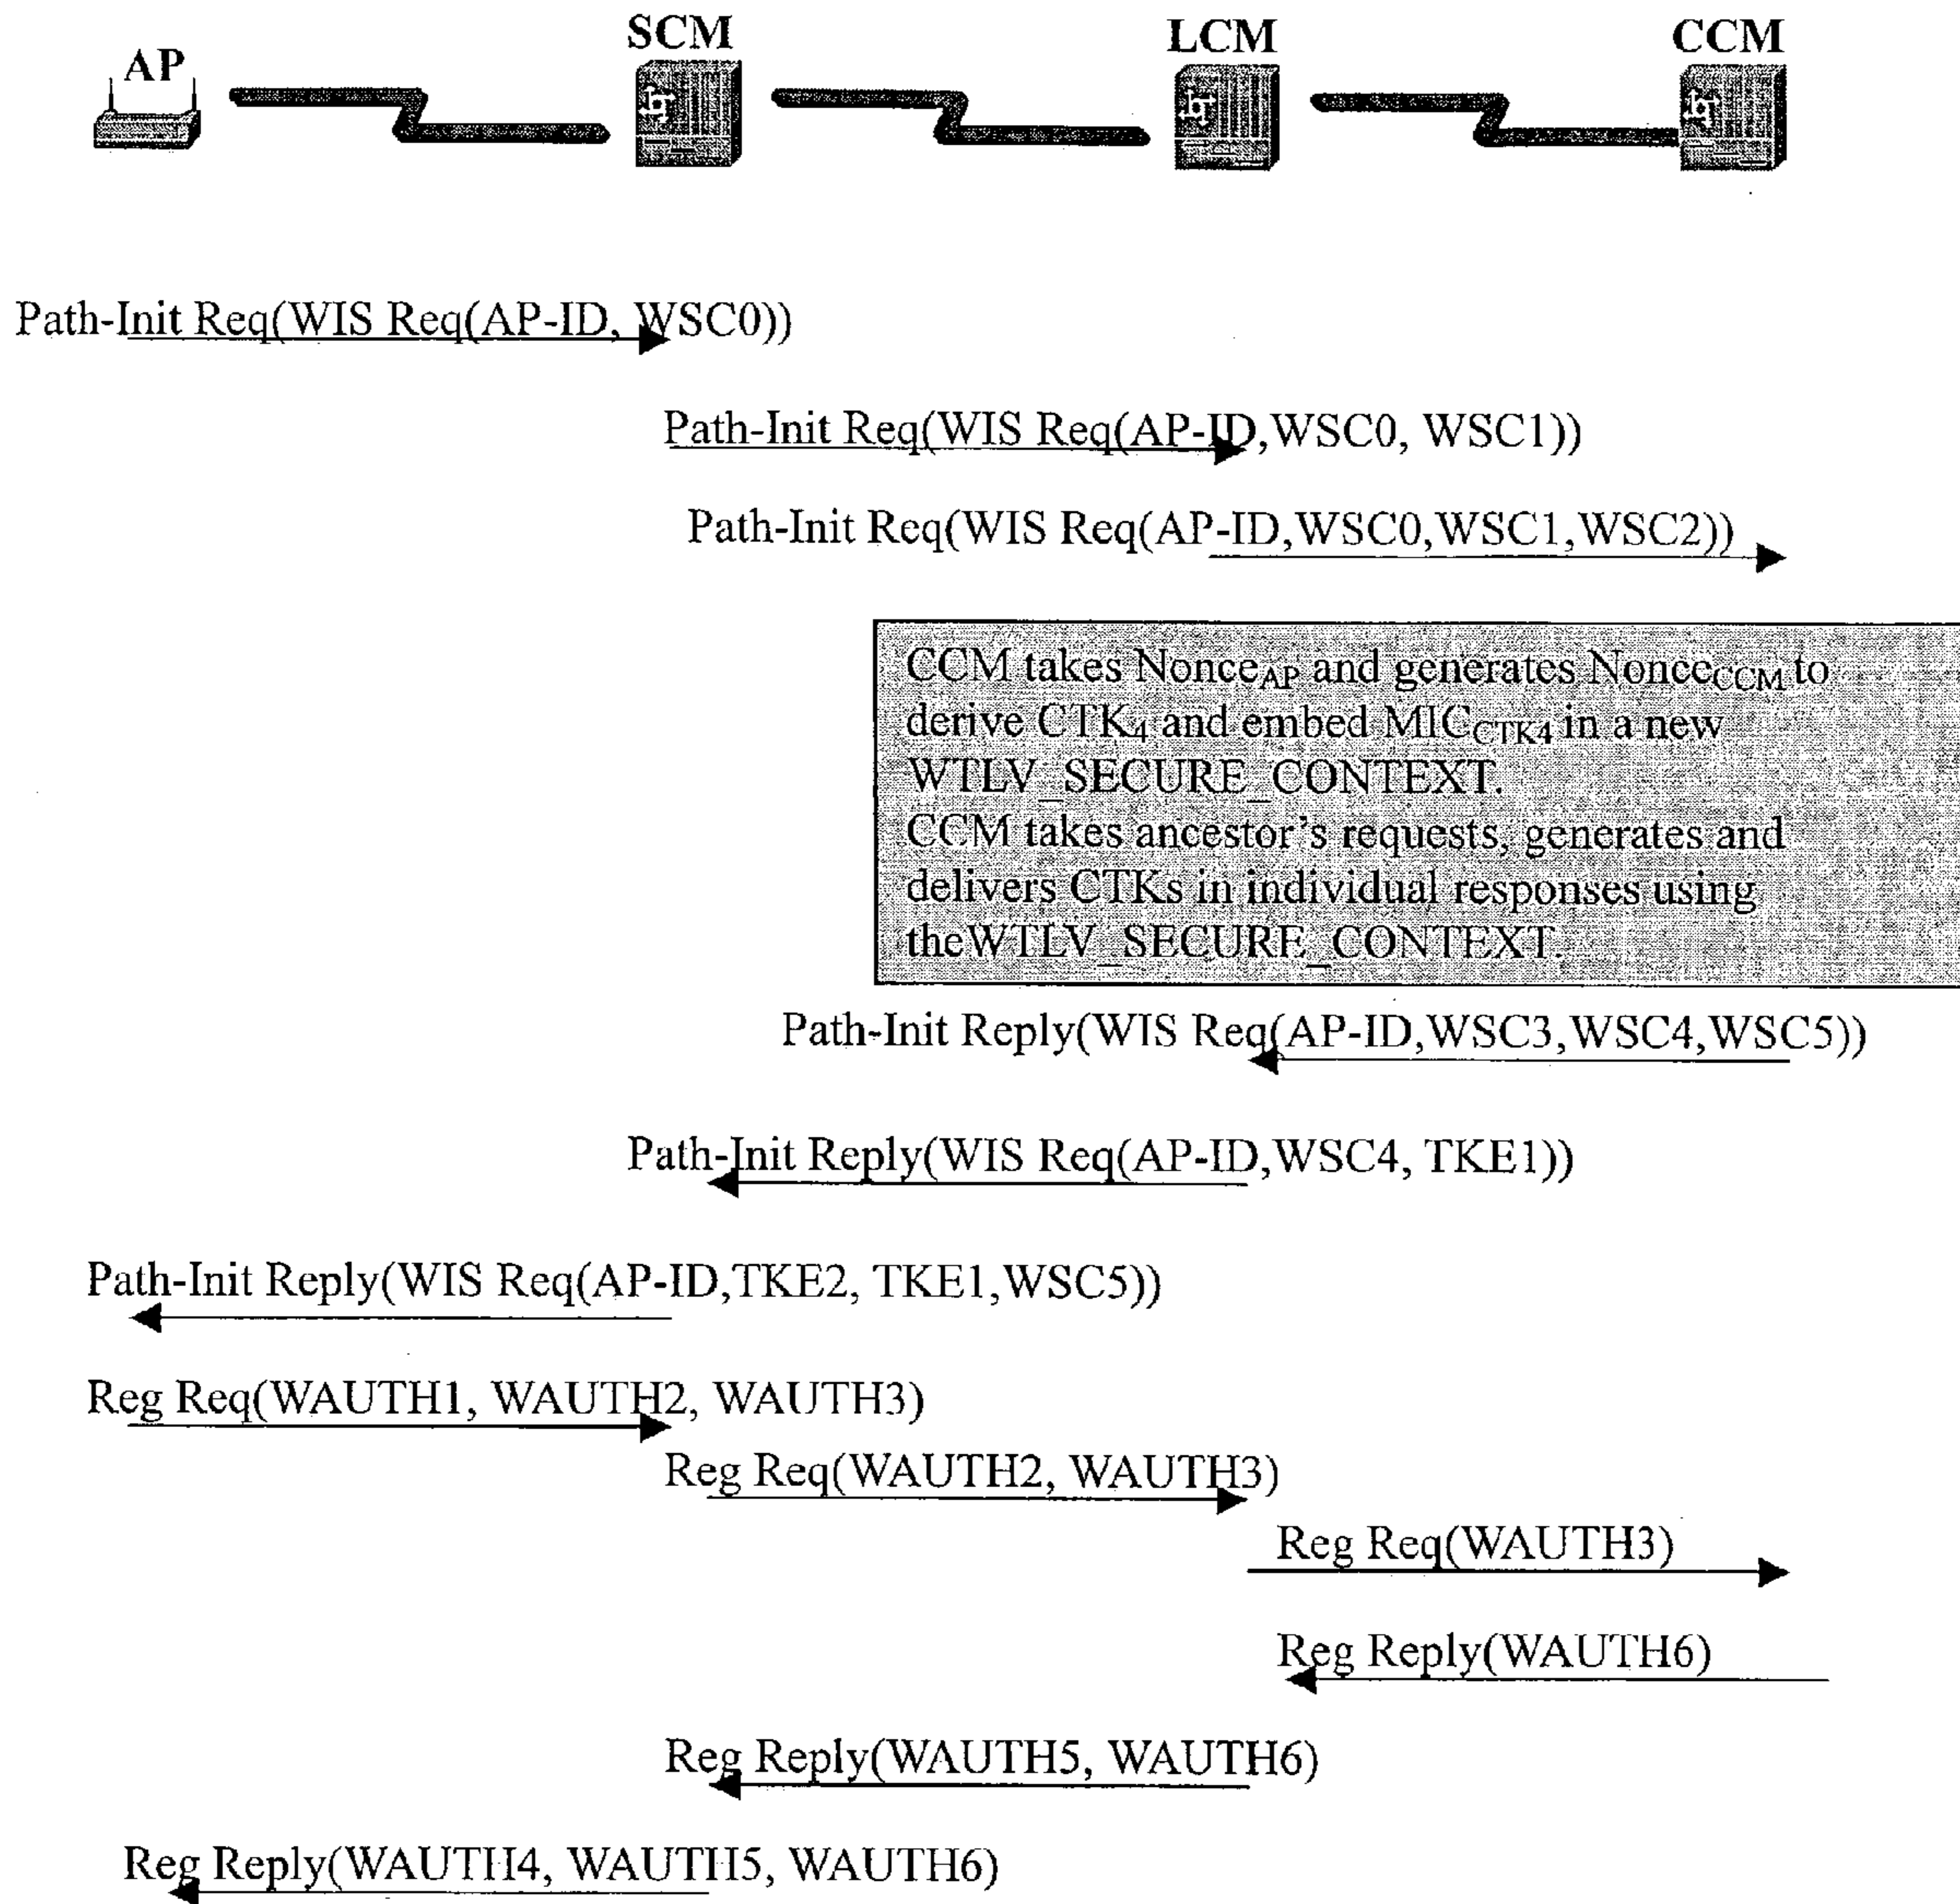 AP
SCM
LCM
CCM
Path-Init Req(WIS Req(AP-ID, WSC0))
Path-Init Req(WIS Req(AP-ID,WSC0, WSC1))
Path-Init Req(WIS Req(AP-ID,WSC0,WSC1,WSC2))
CCM takes NonceAP and generates NonceCCM to
derive CTK4 and embed MICCTK4 in a new
WTLV_SECURE_CONTEXT.
CCM takes ancestor's requests, generates and
delivers CTKs in individual responses using
theWTLV_SECURE_CONTEXT.
Path-Init Reply(WIS Req(AP-ID,WSC3,WSC4,WSC5))
Path-Init Reply(WIS Req(AP-ID,WSC4, TKE1))
Path-Init Reply(WIS Req(AP-ID,TKE2, TKE1,WSC5))
Reg Req(WAUTH1, WAUTH2, WAUTH3)
Reg Req(WAUTH2, WAUTH3)
Reg Req(WAUTH3)
Reg Reply(WAUTH6)
Reg Reply(WAUTH5, WAUTH6)
Reg Reply(WAUTH4, WAUTH5, WAUTH6)